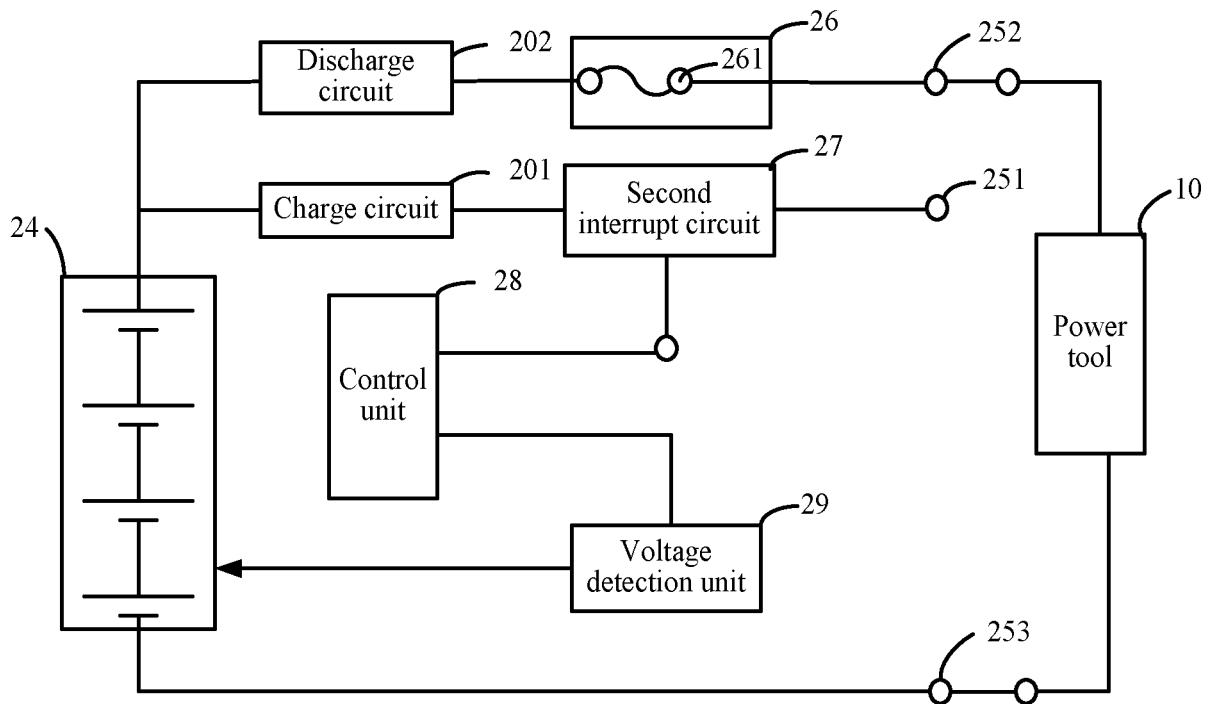 202
26
252
Discharge
circuit
261
201
27
251
Charge circuit
Second
interrupt circuit
10
24
28
Power
tool
Control
unit
29
Voltage
detection unit
253